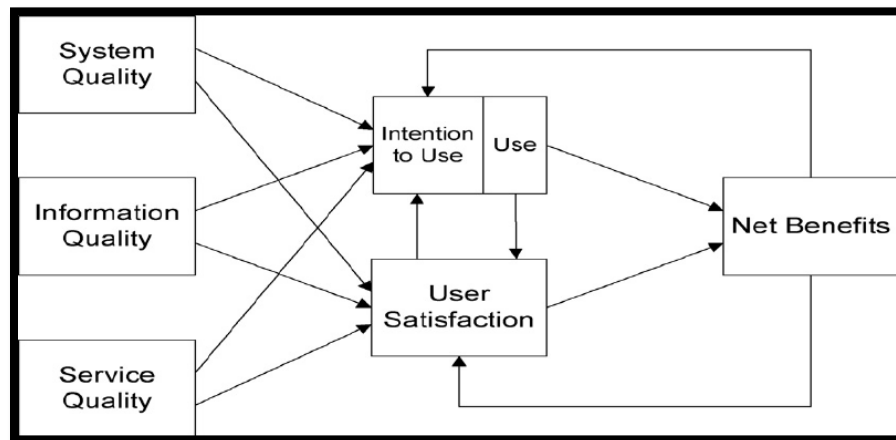 System
Quality
Intention
to Use
Use
Information
Quality
Net Benefits
User
Satisfaction
Service
Quality